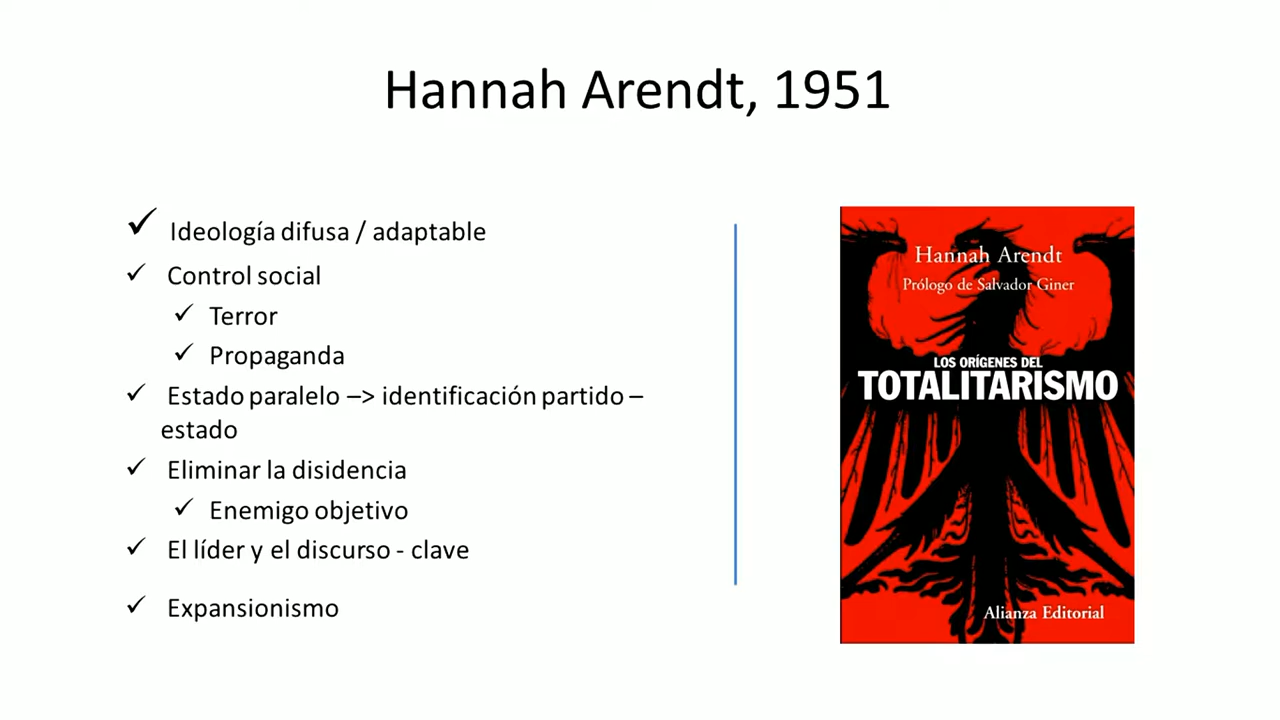 Hannah Arendt, 1951
✓ Ideología difusa / adaptable
✓ Control social
✓ Terror
✓ Propaganda
✓ Estado paralelo –> identificación partido –
estado
✓ Eliminar la disidencia
✓ Enemigo objetivo
✓ El líder y el discurso - clave
✓ Expansionismo
Hannah Arendt
Prólogo de Salvador Giner
LOS ORÍGENES DEL
TOTALITARISMO
Alianza Editorial